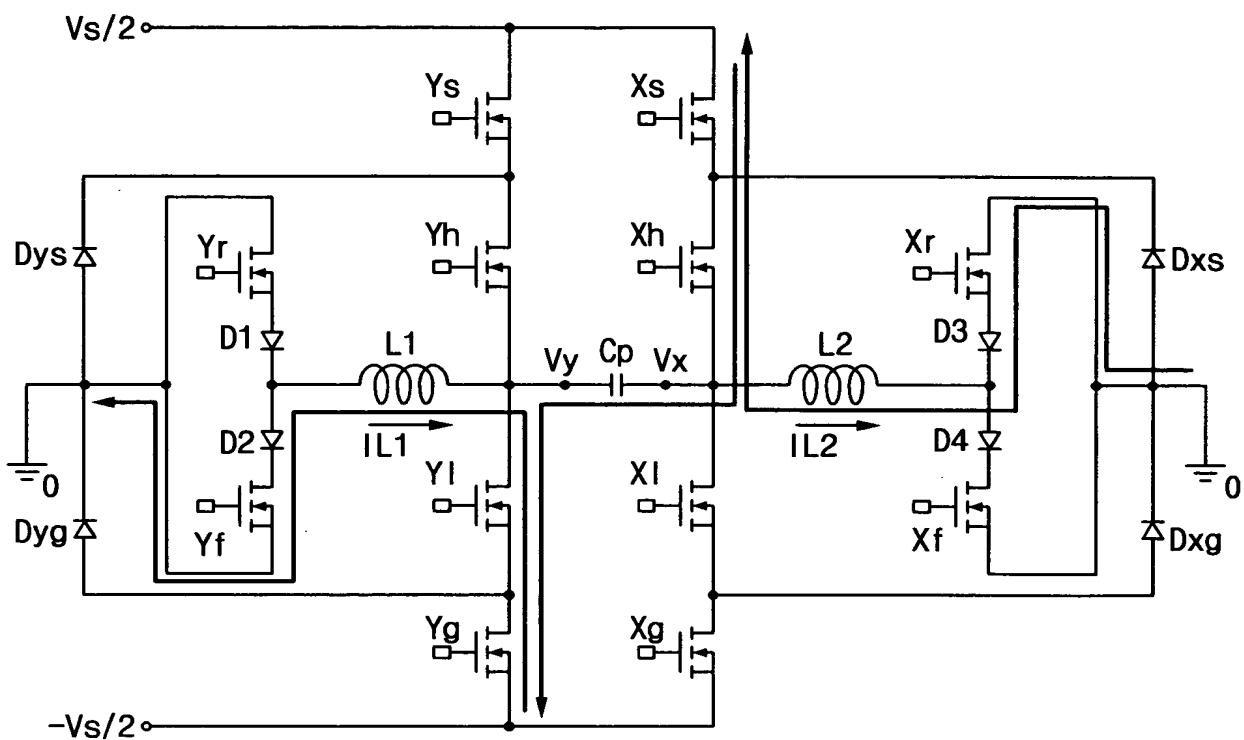 Vs/2
Ys
Xs
Yh
Xh
Dys
Yr
Xr
Dxs
D1
L1
Vy
Cp
Vx
L2
D3
IL1
IL2
D2
D4
0
0
Yl
Xl
Dyg
Yf
Xf
Dxg
Yg
Xg
-Vs/2